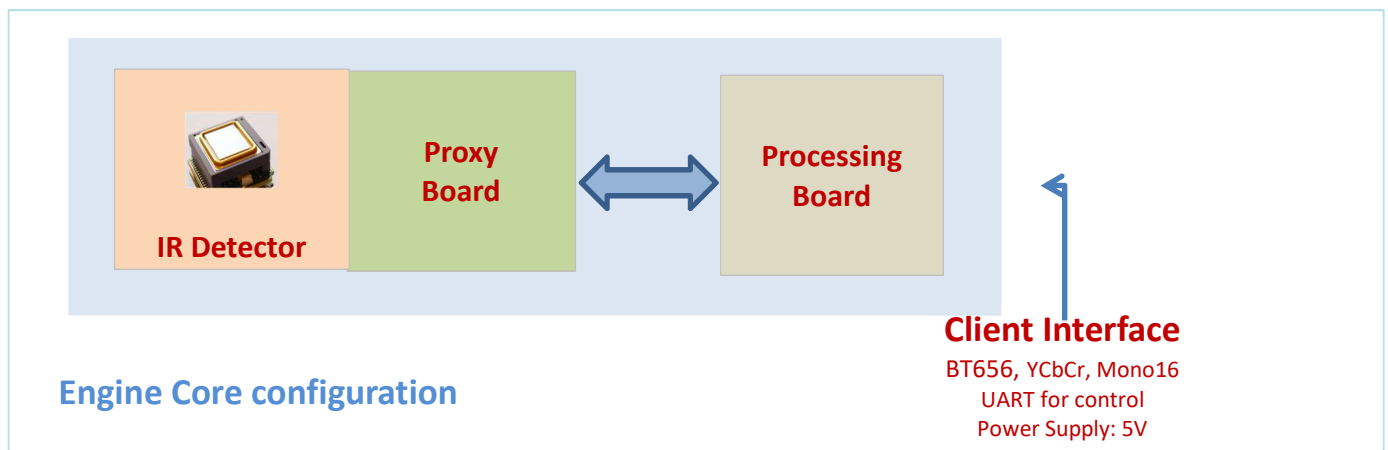 IR Detector
Proxy
Board
Processing
Board
Client Interface
BT656, YCbCr, Mono16
UART for control
Power Supply: 5V
Engine Core configuration